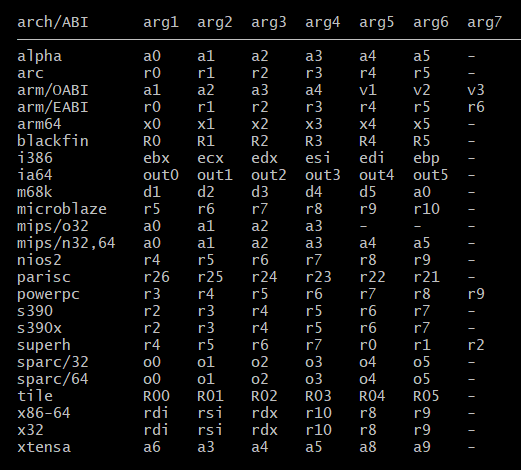 arch/ABI arg1 arg2 arg3 arg4 arg5 arg6 arg7
alpha a0 a1 a2 a3 a4 a5 -
arc r0 r1 r2 r3 r4 r5 -
arm/OABI a1 a2 a3 a4 v1 v2 v3
arm/EABI r0 r1 r2 r3 r4 r5 r6
arm64 x0 x1 x2 x3 x4 x5 -
blackfin R0 R1 R2 R3 R4 R5 -
i386 ebx ecx edx esi edi ebp -
ia64 out0 out1 out2 out3 out4 out5 -
m68k d1 d2 d3 d4 d5 a0 -
microblaze r5 r6 r7 r8 r9 r10 -
mips/o32 a0 a1 a2 a3 - - -
mips/n32,64 a0 a1 a2 a3 a4 a5 -
nios2 r4 r5 r6 r7 r8 r9 -
parisc r26 r25 r24 r23 r22 r21 -
powerpc r3 r4 r5 r6 r7 r8 r9
s390 r2 r3 r4 r5 r6 r7 -
s390x r2 r3 r4 r5 r6 r7 -
superh r4 r5 r6 r7 r0 r1 r2
sparc/32 o0 o1 o2 o3 o4 o5 -
sparc/64 o0 o1 o2 o3 o4 o5 -
tile R00 R01 R02 R03 R04 R05 -
x86-64 rdi rsi rdx r10 r8 r9 -
x32 rdi rsi rdx r10 r8 r9 -
xtensa a6 a3 a4 a5 a8 a9 -